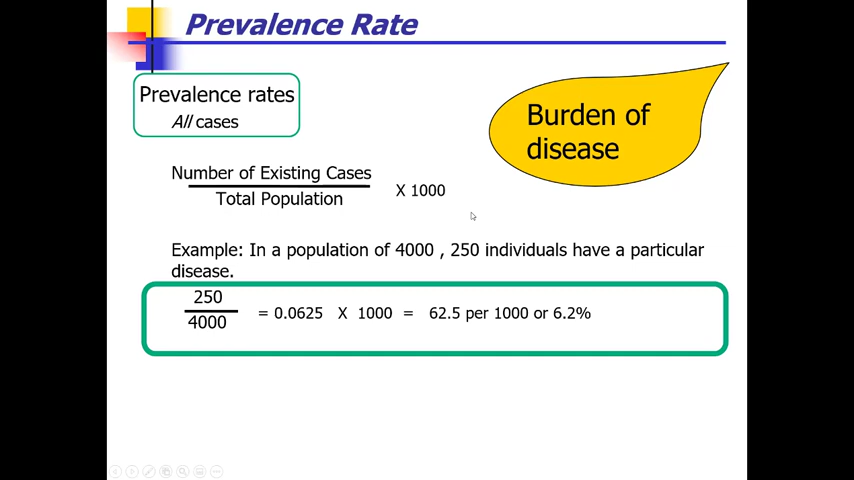 Prevalence Rate
Prevalence rates
All cases
Burden of
disease
Number of Existing Cases
Total Population
X 1000
Example: In a population of 4000 , 250 individuals have a particular
disease.
250
4000
= 0.0625 X 1000 = 62.5 per 1000 or 6.2%